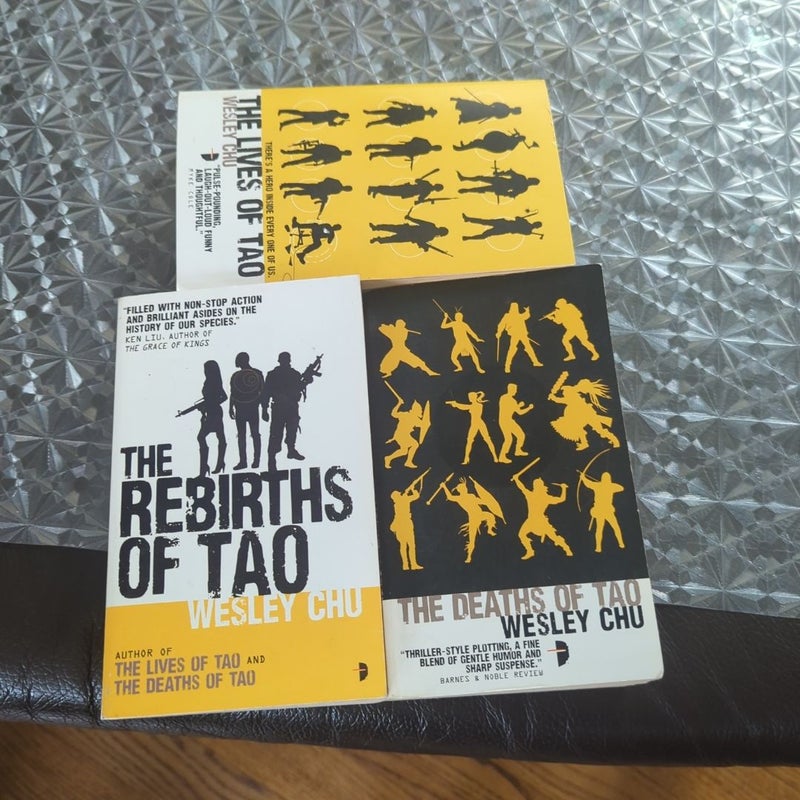 THE LIVES OF TAO
WESLEY CHU
THERE'S A HERO INSIDE EVERY ONE OF US.
"PULSE-POUNDING,
LAUGH-OUT-LOUD FUNNY
AND THOUGHTFUL."
MYKE COLE
"FILLED WITH NON-STOP ACTION
AND BRILLIANT ASIDES ON THE
HISTORY OF OUR SPECIES."
KEN LIU, AUTHOR OF
THE GRACE OF KINGS
THE
REBIRTHS
OF TAO
WESLEY CHU
AUTHOR OF
THE LIVES OF TAO AND
THE DEATHS OF TAO
THE DEATHS OF TAO
WESLEY CHU
"THRILLER-STYLE PLOTTING, A FINE
BLEND OF GENTLE HUMOR AND
SHARP SUSPENSE."
BARNES & NOBLE REVIEW